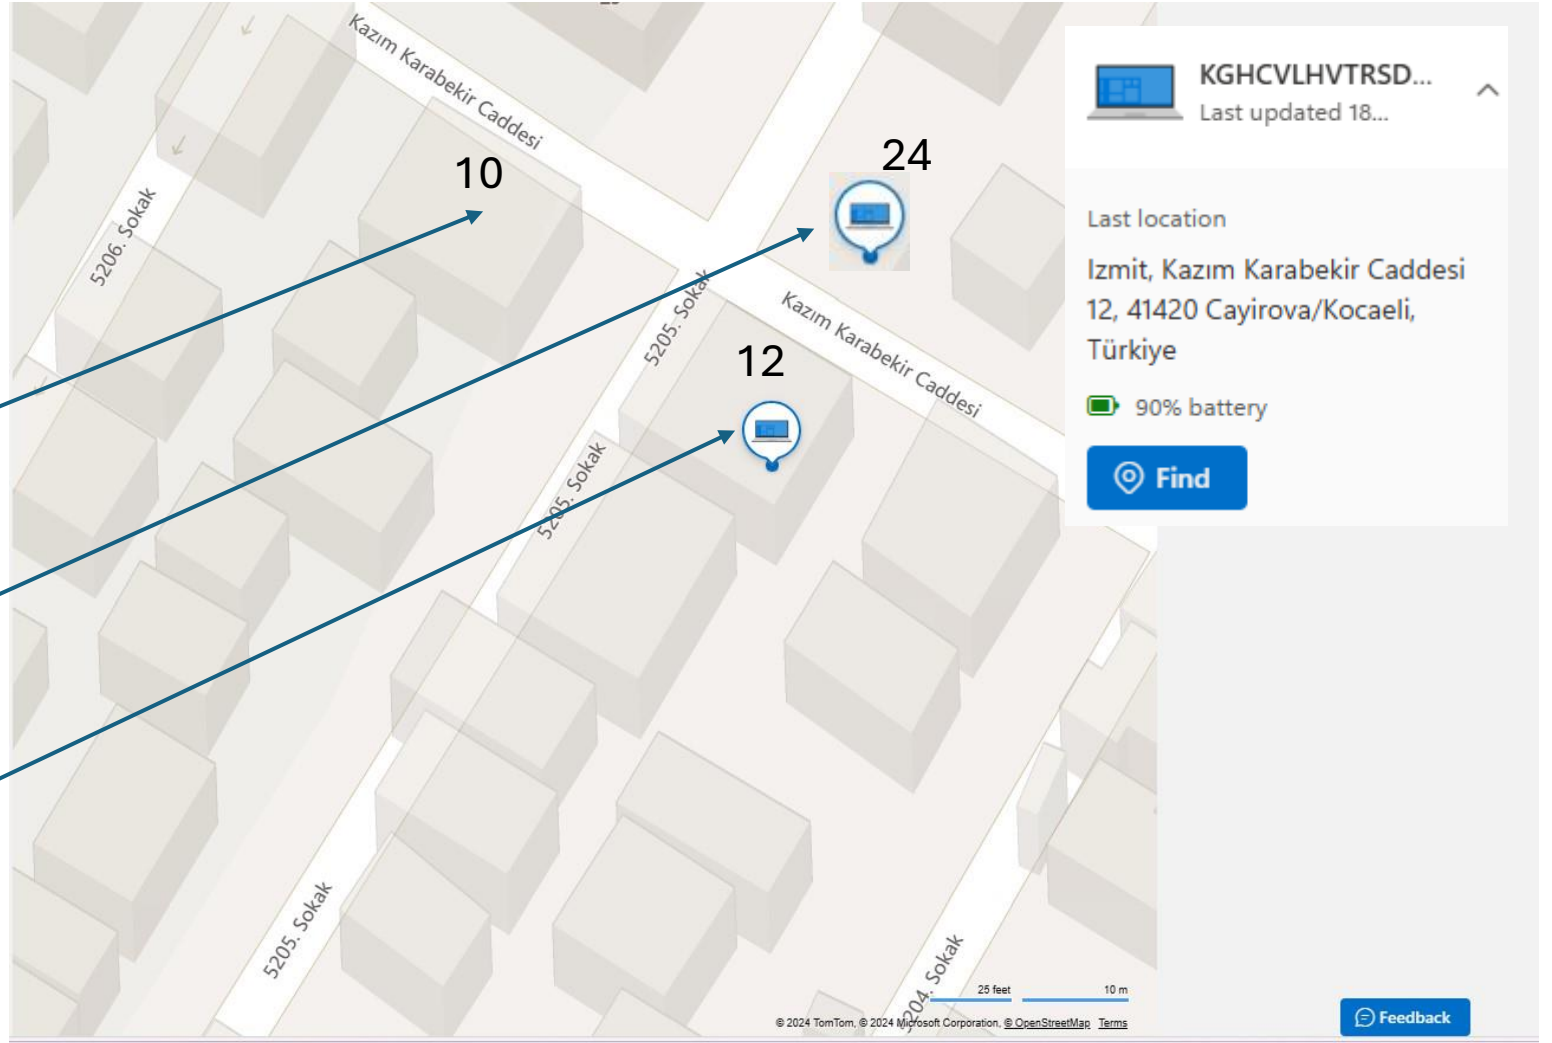 Kazım Karabekir Caddesi
10
24
5206. Sokak
5205. Sokak
Kazım Karabekir Caddesi
12
5205. Sokak
5205. Sokak
5204. Sokak
25 feet
10 m
© 2024 TomTom, © 2024 Microsoft Corporation, © OpenStreetMap Terms
KGHCVLHVTRSD...
Last updated 18...
Last location
Izmit, Kazım Karabekir Caddesi
12, 41420 Cayirova/Kocaeli,
Türkiye
90% battery
Find
Feedback